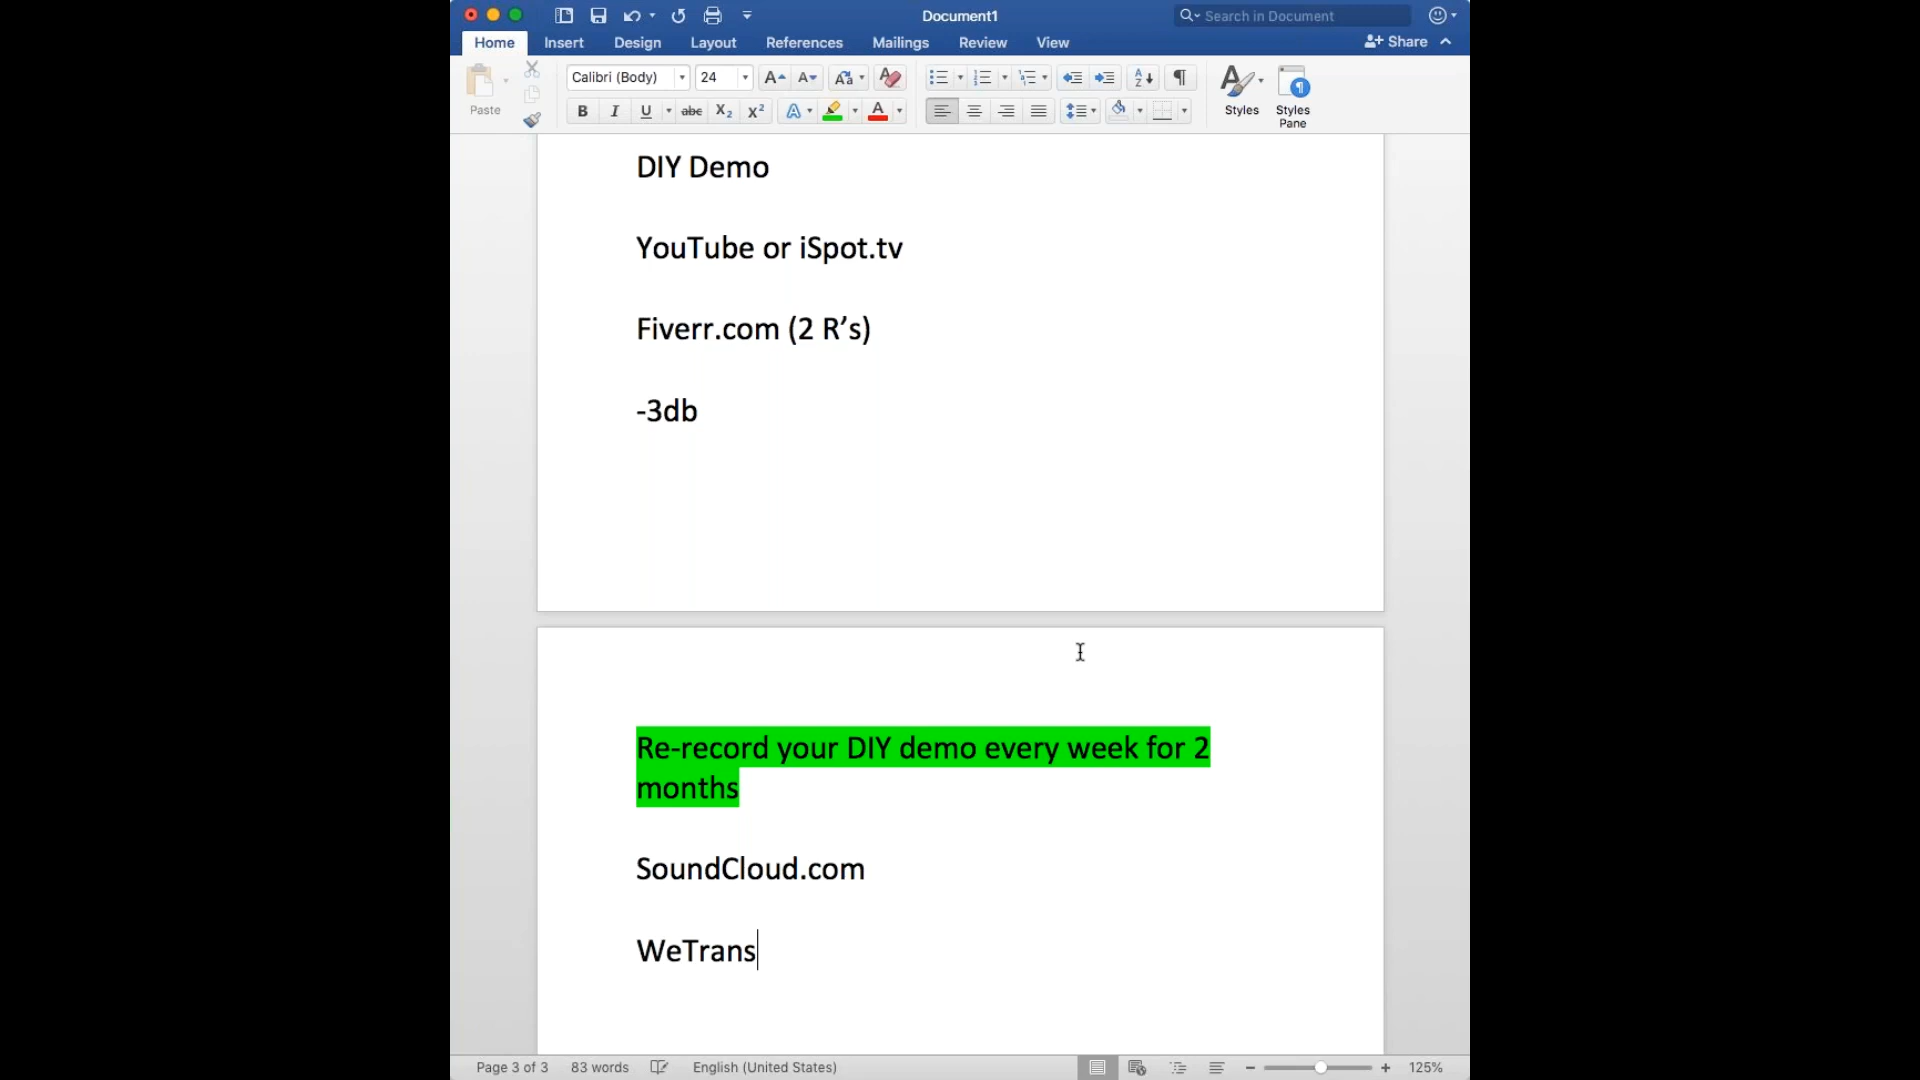 Document1
Search in Document
Home Insert Design Layout References Mailings Review View
Share
Paste
Calibri (Body) 24
Styles
Styles Pane
DIY Demo
YouTube or iSpot.tv
Fiverr.com (2 R’s)
-3db
Re-record your DIY demo every week for 2
months
SoundCloud.com
WeTrans
Page 3 of 3 83 words English (United States) 125%